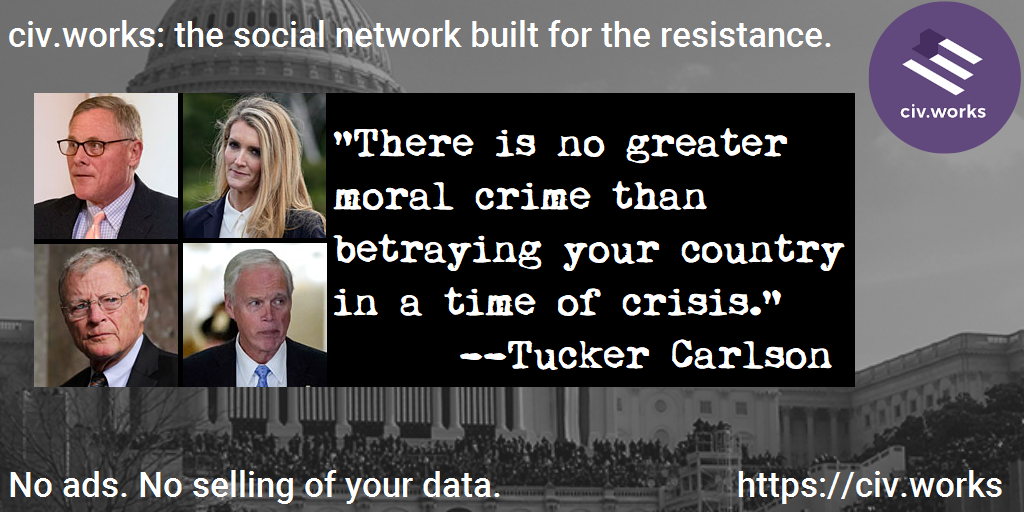 civ.works: the social network built for the resistance.
civ.works
"There is no greater
moral crime than
betraying your country
in a time of crisis."
--Tucker Carlson
No ads. No selling of your data.
https://civ.works